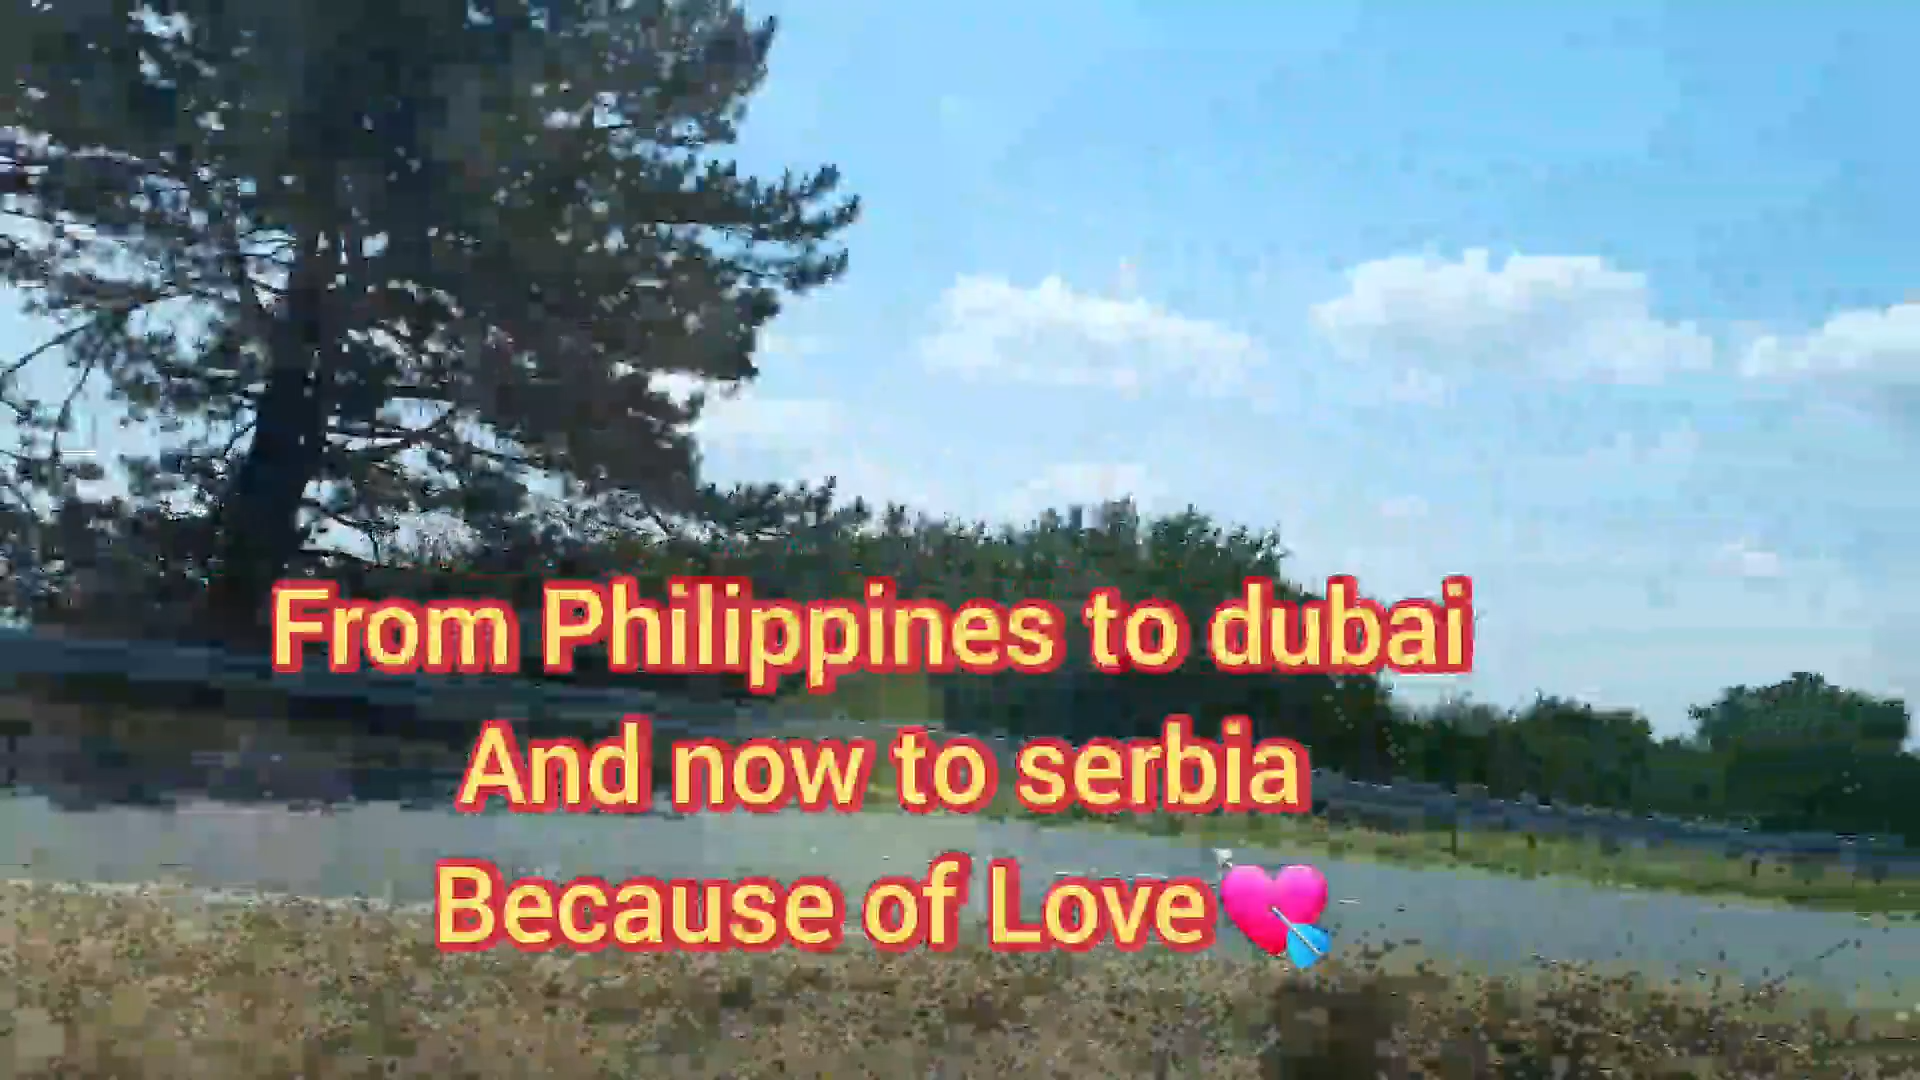 From Philippines to dubai
And now to serbia
Because of Love💘